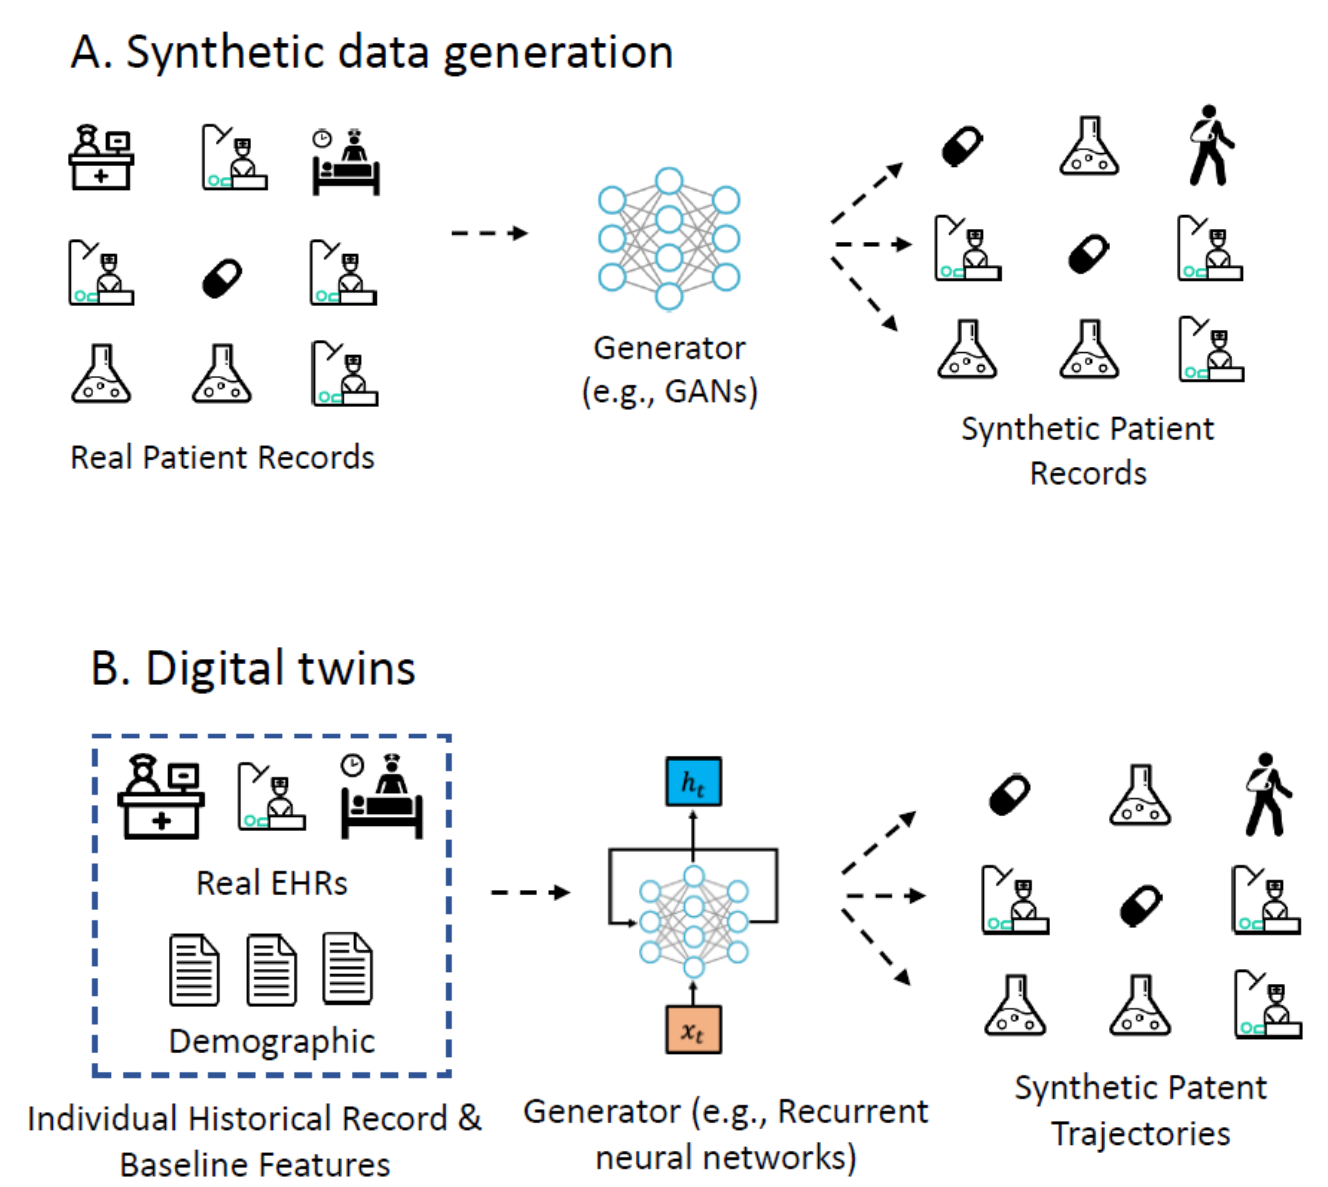 A. Synthetic data generation
Generator
(e.g., GANs)
Real Patient Records
Synthetic Patient
Records
B. Digital twins
Real EHRs
Demographic
Individual Historical Record &
Baseline Features
h_t
x_t
Generator (e.g., Recurrent
neural networks)
Synthetic Patent
Trajectories